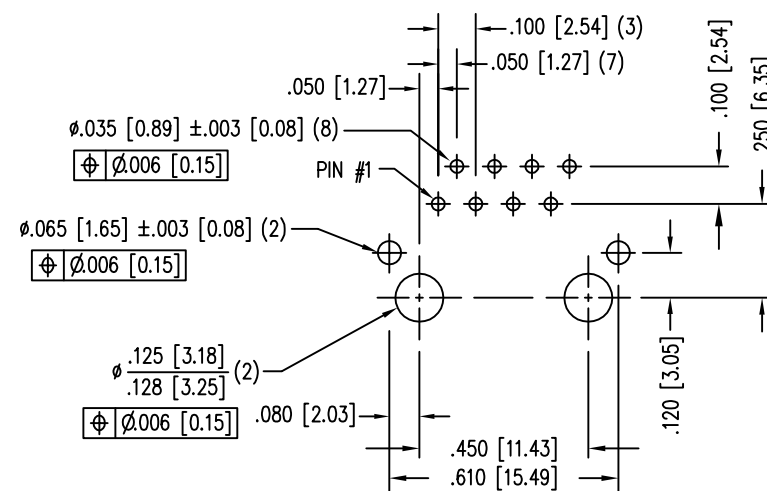 .100 [2.54] (3)
.050 [1.27] (7)
.050 [1.27]
.100 [2.54]
.250 [6.35]
ø.035 [0.89] ±.003 [0.08] (8)
⌖ Ø.006 [0.15]
PIN #1
ø.065 [1.65] ±.003 [0.08] (2)
⌖ Ø.006 [0.15]
ø .125 [3.18]
.128 [3.25] (2)
⌖ Ø.006 [0.15]
.080 [2.03]
.120 [3.05]
.450 [11.43]
.610 [15.49]